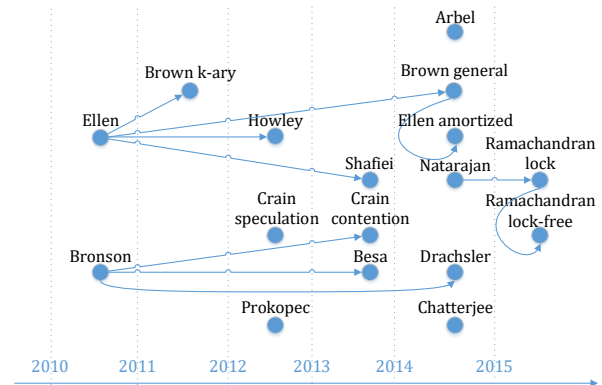 Arbel
Brown k-ary
Brown general
Ellen
Howley
Ellen amortized
Ramachandran
lock
Shafiei
Natarajan
Crain
speculation
Crain
contention
Ramachandran
lock-free
Bronson
Besa
Drachsler
Prokopec
Chatterjee
2010
2011
2012
2013
2014
2015